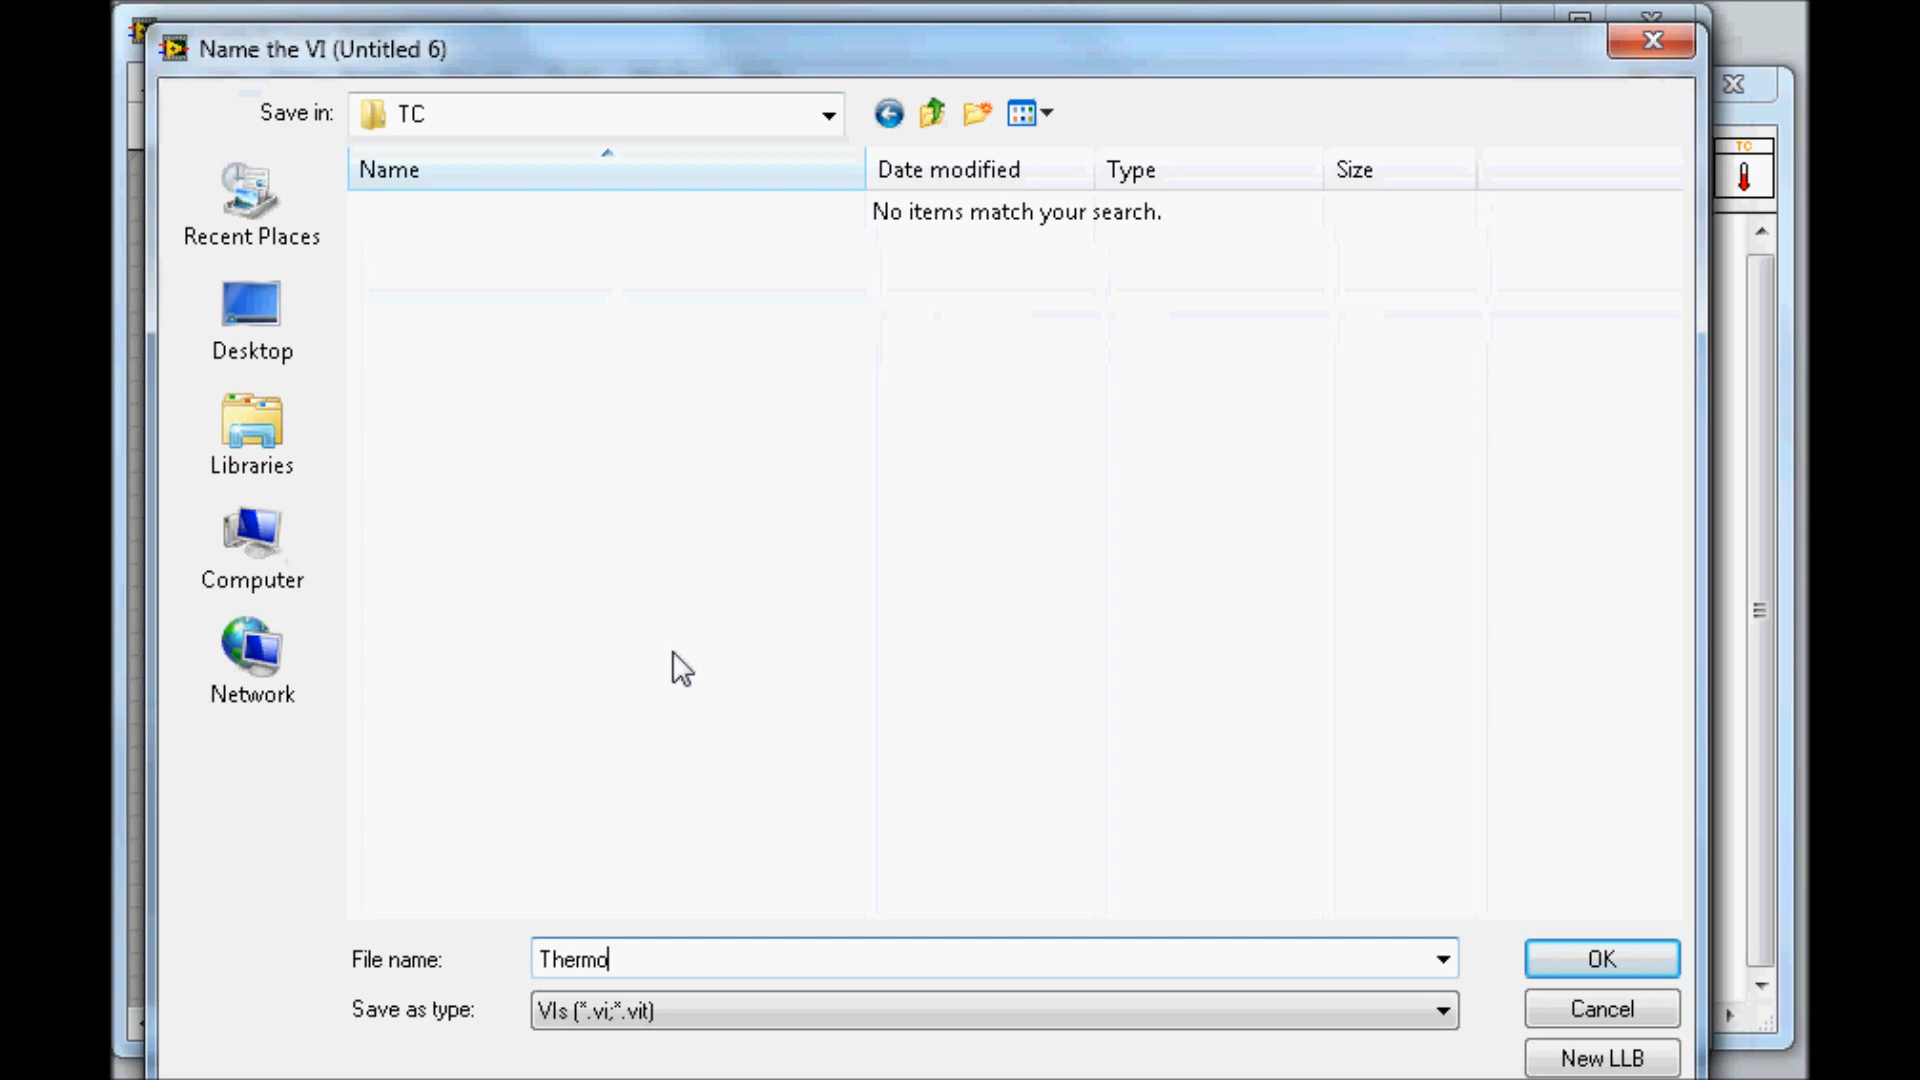 Name the VI (Untitled 6)
Save in: TC
TC
Name Date modified Type Size
No items match your search.
Recent Places
Desktop
Libraries
Computer
Network
File name: Thermo
Save as type: VIs (*.vi;*.vit)
OK
Cancel
New LLB